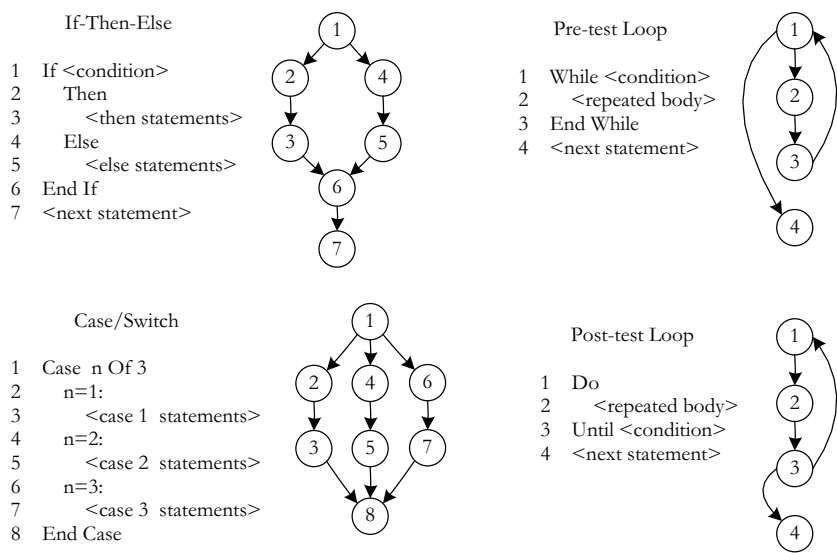 If-Then-Else
1 If <condition>
2 Then
3 <then statements>
4 Else
5 <else statements>
6 End If
7 <next statement>
1
2
4
3
5
6
7
Pre-test Loop
1 While <condition>
2 <repeated body>
3 End While
4 <next statement>
1
2
3
4
Case/Switch
1 Case n Of 3
2 n=1:
3 <case 1 statements>
4 n=2:
5 <case 2 statements>
6 n=3:
7 <case 3 statements>
8 End Case
1
2
4
6
3
5
7
8
Post-test Loop
1 Do
2 <repeated body>
3 Until <condition>
4 <next statement>
1
2
3
4